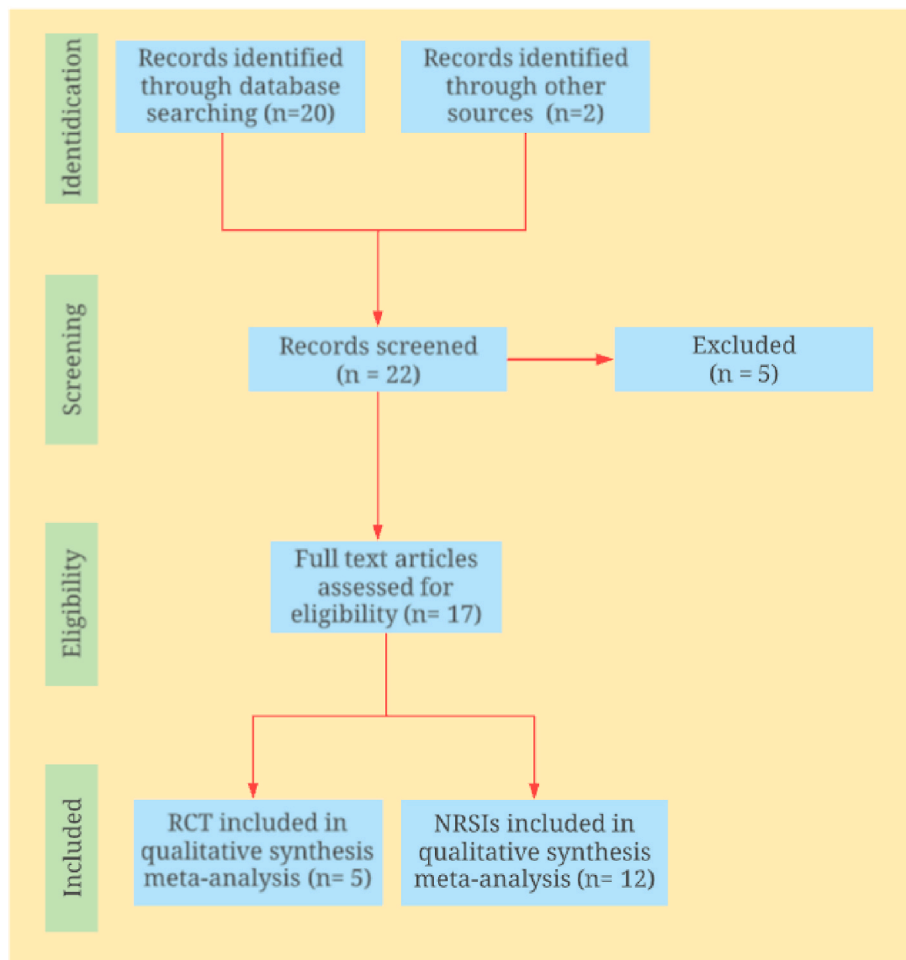 Identidication
Records identified
through database
searching (n=20)
Records identified
through other
sources (n=2)
Screening
Records screened
(n = 22)
Excluded
(n = 5)
Eligibility
Full text articles
assessed for
eligibility (n= 17)
Included
RCT included in
qualitative synthesis
meta-analysis (n= 5)
NRSIs included in
qualitative synthesis
meta-analysis (n= 12)